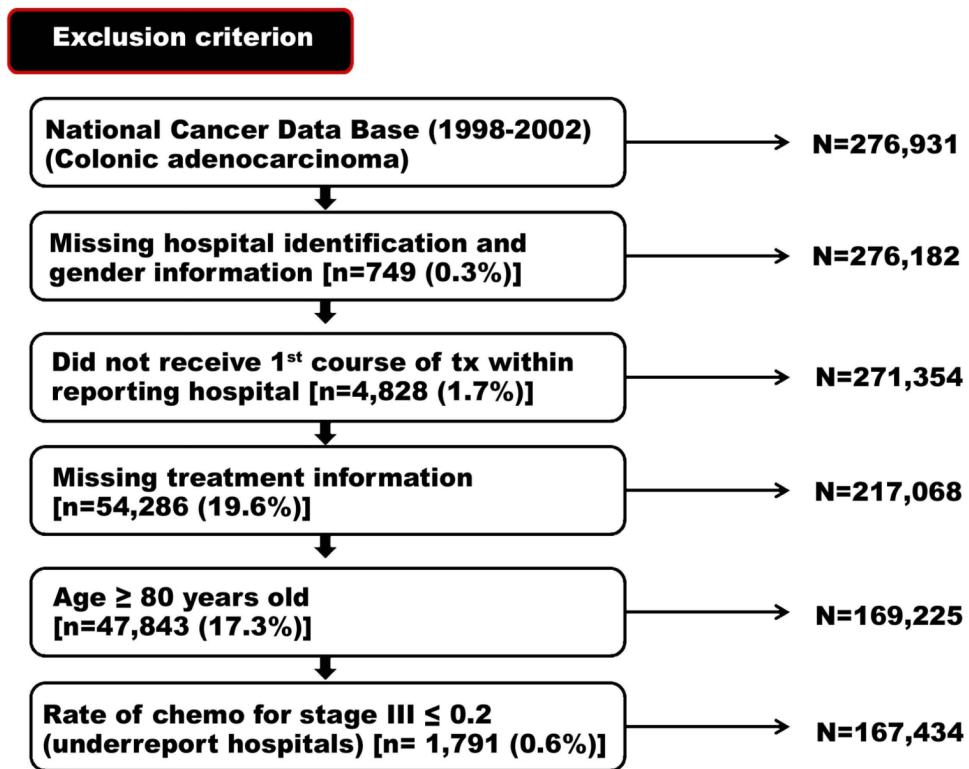 Exclusion criterion
National Cancer Data Base (1998-2002)
(Colonic adenocarcinoma)
N=276,931
Missing hospital identification and
gender information [n=749 (0.3%)]
N=276,182
Did not receive 1st course of tx within
reporting hospital [n=4,828 (1.7%)]
N=271,354
Missing treatment information
[n=54,286 (19.6%)]
N=217,068
Age ≥ 80 years old
[n=47,843 (17.3%)]
N=169,225
Rate of chemo for stage III ≤ 0.2
(underreport hospitals) [n= 1,791 (0.6%)]
N=167,434